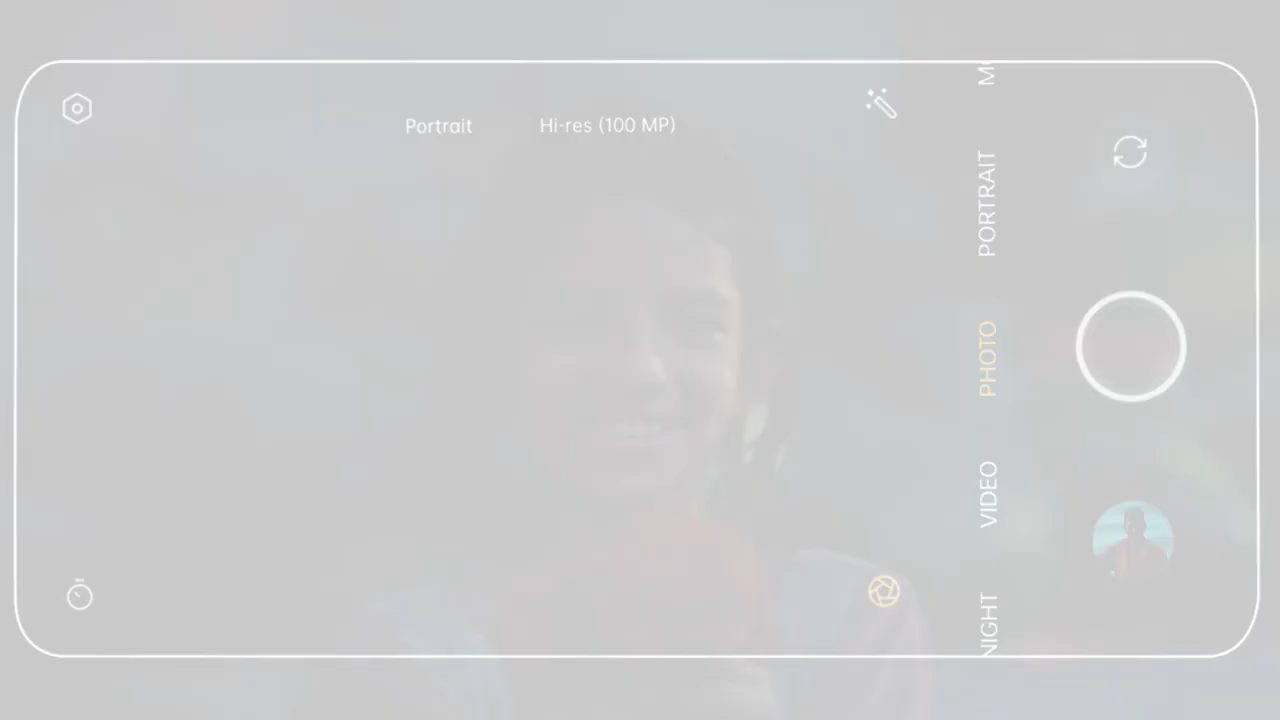 Portrait
Hi-res (100 MP)
PORTRAIT
PHOTO
VIDEO
NIGHT